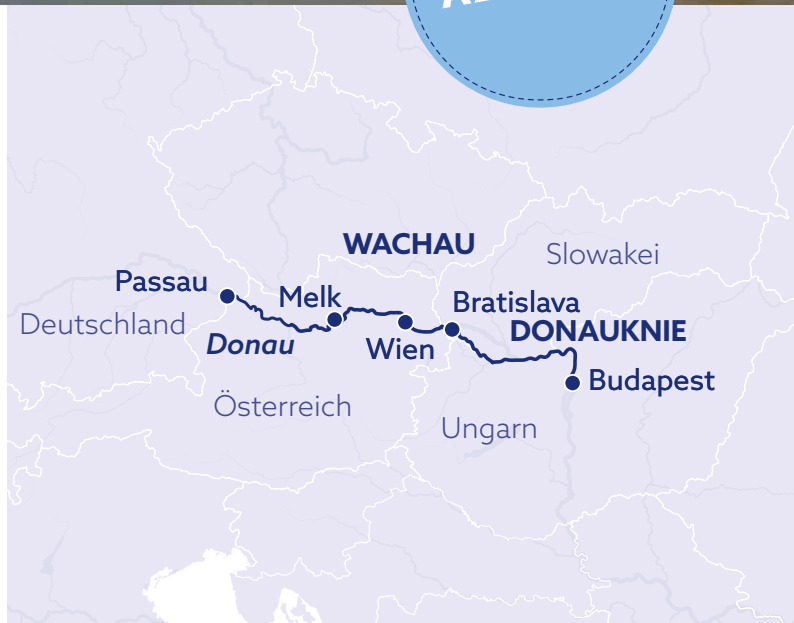 WACHAU
Slowakei
Passau
Melk
Bratislava
Deutschland
DONAUKNIE
Donau
Wien
Budapest
Österreich
Ungarn